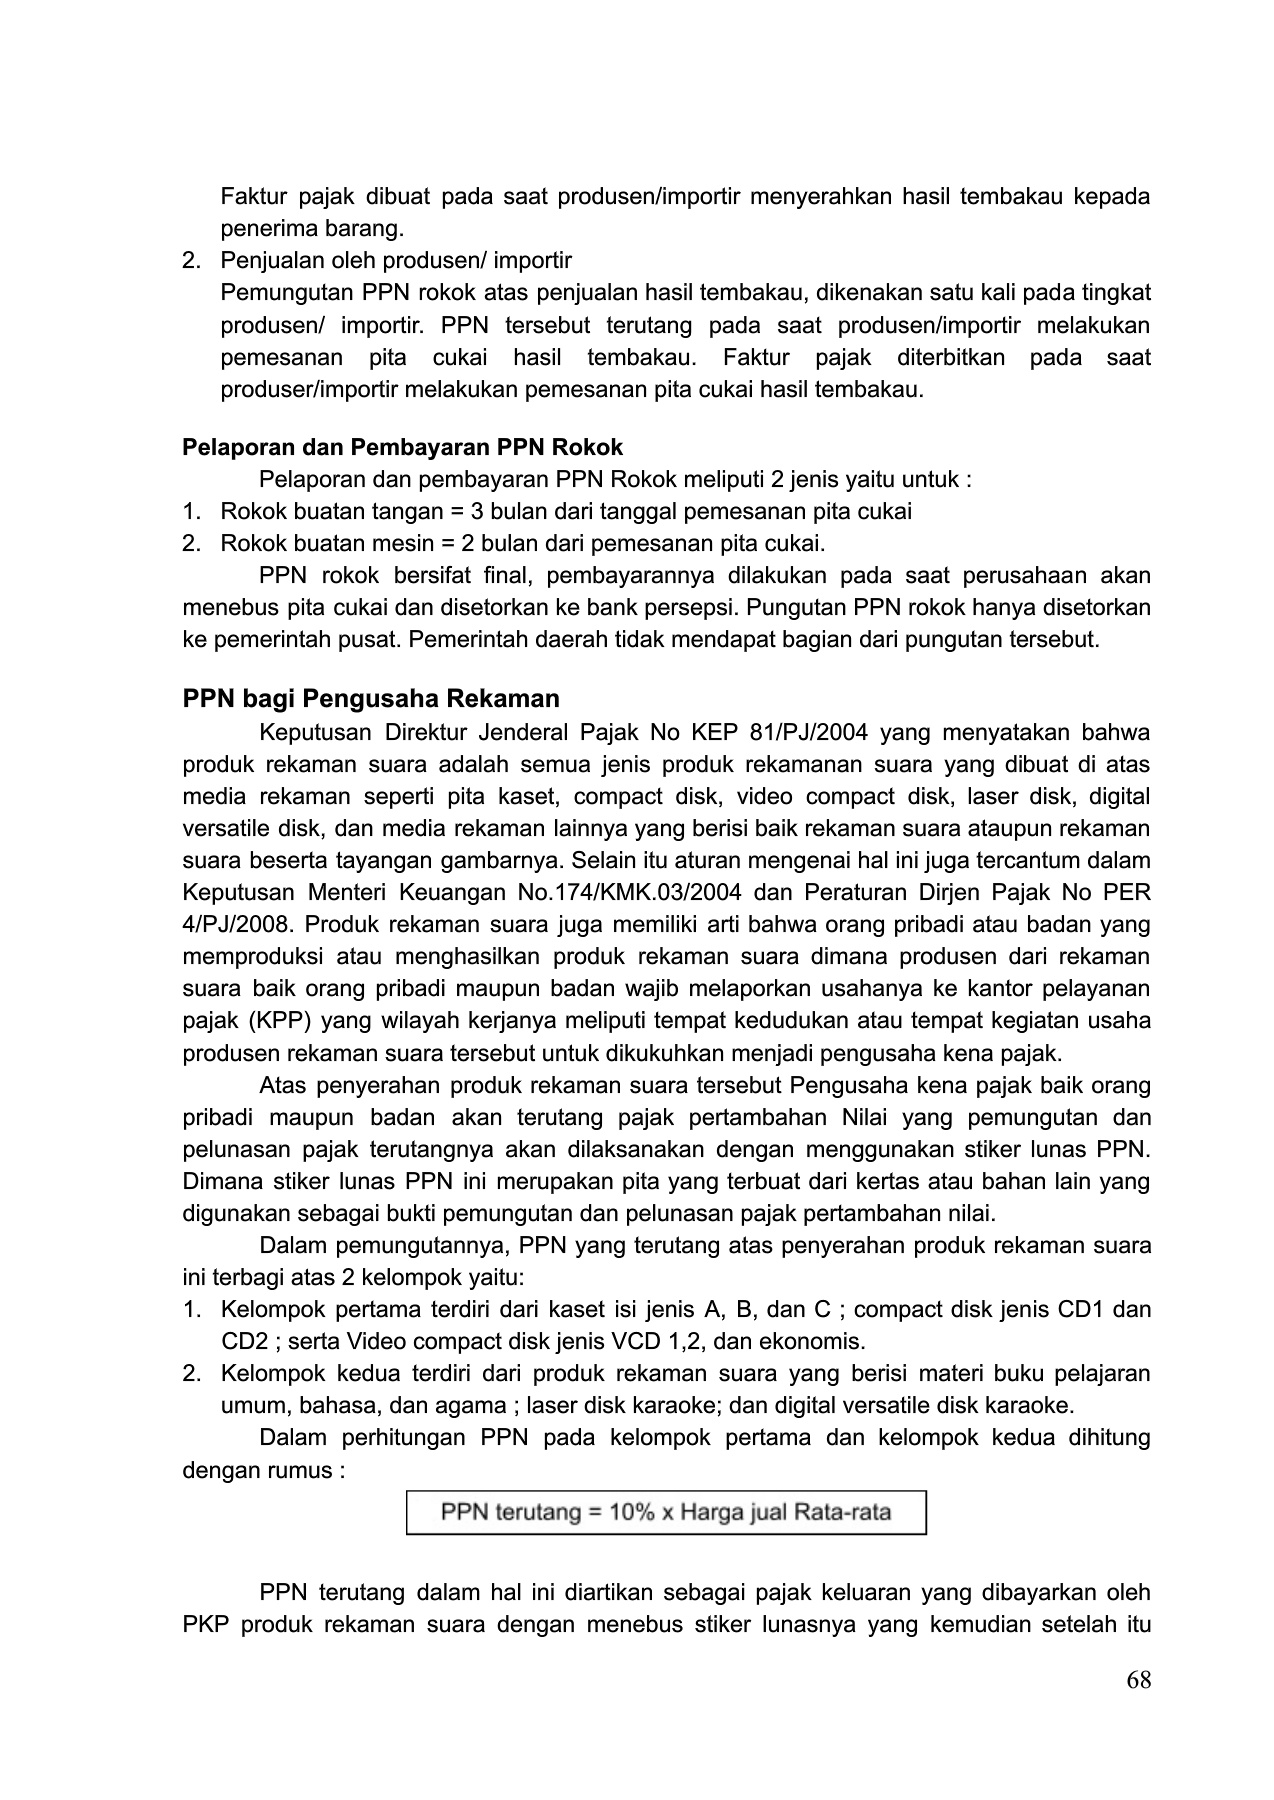 Faktur pajak dibuat pada saat produsen/importir menyerahkan hasil tembakau kepada
penerima barang.
2. Penjualan oleh produsen/ importir
Pemungutan PPN rokok atas penjualan hasil tembakau, dikenakan satu kali pada tingkat
produsen/ importir. PPN tersebut terutang pada saat produsen/importir melakukan
pemesanan pita cukai hasil tembakau. Faktur pajak diterbitkan pada saat
produser/importir melakukan pemesanan pita cukai hasil tembakau.
Pelaporan dan Pembayaran PPN Rokok
Pelaporan dan pembayaran PPN Rokok meliputi 2 jenis yaitu untuk :
1. Rokok buatan tangan = 3 bulan dari tanggal pemesanan pita cukai
2. Rokok buatan mesin = 2 bulan dari pemesanan pita cukai.
PPN rokok bersifat final, pembayarannya dilakukan pada saat perusahaan akan
menebus pita cukai dan disetorkan ke bank persepsi. Pungutan PPN rokok hanya disetorkan
ke pemerintah pusat. Pemerintah daerah tidak mendapat bagian dari pungutan tersebut.
PPN bagi Pengusaha Rekaman
Keputusan Direktur Jenderal Pajak No KEP 81/PJ/2004 yang menyatakan bahwa
produk rekaman suara adalah semua jenis produk rekamanan suara yang dibuat di atas
media rekaman seperti pita kaset, compact disk, video compact disk, laser disk, digital
versatile disk, dan media rekaman lainnya yang berisi baik rekaman suara ataupun rekaman
suara beserta tayangan gambarnya. Selain itu aturan mengenai hal ini juga tercantum dalam
Keputusan Menteri Keuangan No.174/KMK.03/2004 dan Peraturan Dirjen Pajak No PER
4/PJ/2008. Produk rekaman suara juga memiliki arti bahwa orang pribadi atau badan yang
memproduksi atau menghasilkan produk rekaman suara dimana produsen dari rekaman
suara baik orang pribadi maupun badan wajib melaporkan usahanya ke kantor pelayanan
pajak (KPP) yang wilayah kerjanya meliputi tempat kedudukan atau tempat kegiatan usaha
produsen rekaman suara tersebut untuk dikukuhkan menjadi pengusaha kena pajak.
Atas penyerahan produk rekaman suara tersebut Pengusaha kena pajak baik orang
pribadi maupun badan akan terutang pajak pertambahan Nilai yang pemungutan dan
pelunasan pajak terutangnya akan dilaksanakan dengan menggunakan stiker lunas PPN.
Dimana stiker lunas PPN ini merupakan pita yang terbuat dari kertas atau bahan lain yang
digunakan sebagai bukti pemungutan dan pelunasan pajak pertambahan nilai.
Dalam pemungutannya, PPN yang terutang atas penyerahan produk rekaman suara
ini terbagi atas 2 kelompok yaitu:
1. Kelompok pertama terdiri dari kaset isi jenis A, B, dan C ; compact disk jenis CD1 dan
CD2 ; serta Video compact disk jenis VCD 1,2, dan ekonomis.
2. Kelompok kedua terdiri dari produk rekaman suara yang berisi materi buku pelajaran
umum, bahasa, dan agama ; laser disk karaoke; dan digital versatile disk karaoke.
Dalam perhitungan PPN pada kelompok pertama dan kelompok kedua dihitung
dengan rumus :
PPN terutang = 10% x Harga jual Rata-rata
PPN terutang dalam hal ini diartikan sebagai pajak keluaran yang dibayarkan oleh
PKP produk rekaman suara dengan menebus stiker lunasnya yang kemudian setelah itu
68